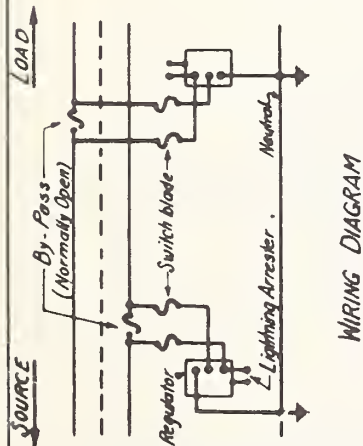 SOURCE
LOAD
By-Pass
(Normally Open)
Switch blade
Regulator
Lightning Arrester.
Neutral
WIRING DIAGRAM